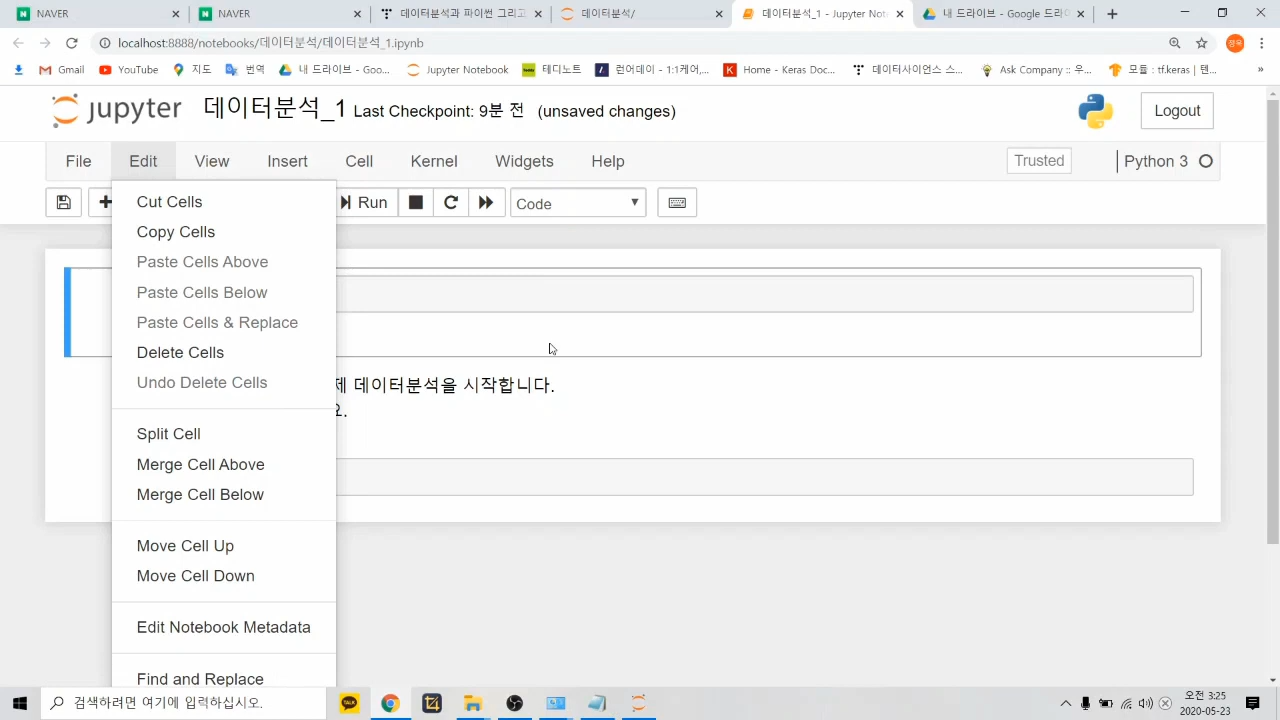 NAVER
NAVER
데이터분석과 파이썬 그리고
데이터분석/
데이터분석_1 - Jupyter Not
내 드라이브 - Google 드라이
localhost:8888/notebooks/데이터분석/데이터분석_1.ipynb
정욱
Gmail
YouTube
지도
번역
내 드라이브 - Goo...
Jupyter Notebook
테디노트
런어데이 - 1:1케어,...
Home - Keras Doc...
데이터사이언스 스...
Ask Company :: 우...
모듈 : tf.keras | 텐...
»
jupyter
데이터분석_1 Last Checkpoint: 9분 전 (unsaved changes)
Logout
File Edit View Insert Cell Kernel Widgets Help
Trusted
Python 3
Run
Code
Cut Cells
Copy Cells
Paste Cells Above
Paste Cells Below
Paste Cells & Replace
Delete Cells
Undo Delete Cells
Split Cell
Merge Cell Above
Merge Cell Below
Move Cell Up
Move Cell Down
Edit Notebook Metadata
Find and Replace
제 데이터분석을 시작합니다.
요.
검색하려면 여기에 입력하십시오.
TALK
오전 3:25
2020-05-23